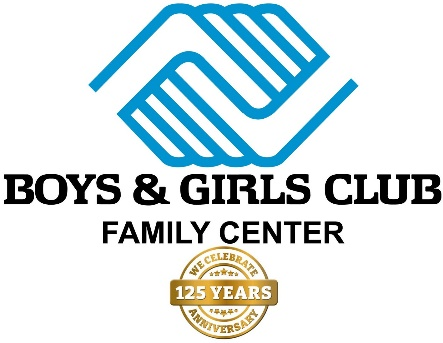 BOYS & GIRLS CLUB
FAMILY CENTER
WE CELEBRATE
125 YEARS
ANNIVERSARY